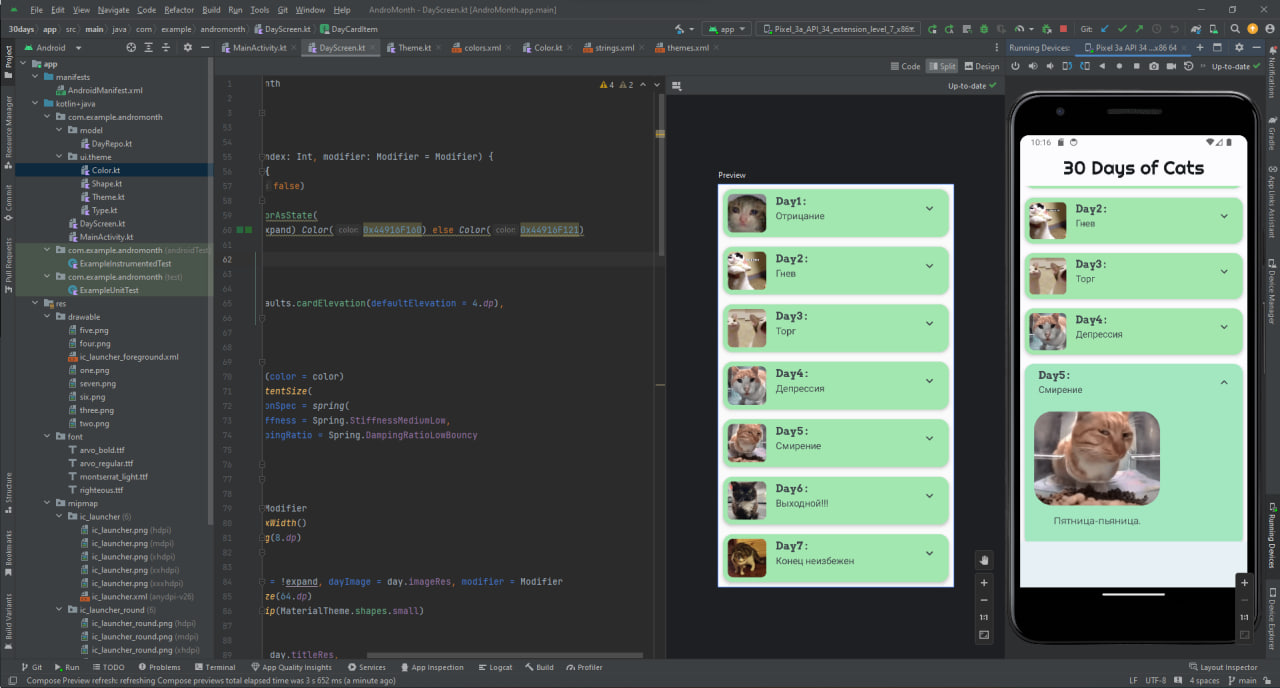 File Edit View Navigate Code Refactor Build Run Tools Git Window Help AndroMonth - DayScreen.kt [AndroMonth.app.main]
30days app src main java com example andromonth DayScreen.kt DayCardMonth
app Pixel_3a_API_34_extension_level_7_x86 Git:
Android
MainActivity.kt DayScreen.kt Theme.kt colors.xml Color.kt strings.xml themes.xml
Running Devices: Pixel 3a API 34 ...x86 64
Code Split Design
Up-to-date
Project
Resource Manager
Commit
Pull Requests
Structure
Bookmarks
Build Variants
app
manifests
AndroidManifest.xml
kotlin+java
com.example.andromonth
model
DayRepo.kt
ui.theme
Color.kt
Shape.kt
Theme.kt
Type.kt
DayScreen.kt
MainActivity.kt
com.example.andromonth (androidTest
ExampleInstrumentedTest
com.example.andromonth (test)
ExampleUnitTest
res
drawable
five.png
four.png
ic_launcher_foreground.xml
one.png
seven.png
six.png
three.png
two.png
font
arvo_bold.ttf
arvo_regular.ttf
montserrat_light.ttf
righteous.ttf
mipmap
ic_launcher (6)
ic_launcher.png (hdpi)
ic_launcher.png (mdpi)
ic_launcher.png (xhdpi)
ic_launcher.png (xxhdpi)
ic_launcher.png (xxxhdpi)
ic_launcher.xml (anydpi-v26)
ic_launcher_round (6)
ic_launcher_round.png (hdpi)
ic_launcher_round.png (mdpi)
ic_launcher_round.png (xhdpi)
4 2
1 nth
2
3
53
54
55 ndex: Int, modifier: Modifier = Modifier) {
56 {
57 : false)
58
59 orAsState(
60 expand) Color( color: 0x44916F160) else Color( color: 0x44916F121)
61
62
63
64
65 aults.cardElevation(defaultElevation = 4.dp),
66
67
68
69
70 (color = color)
71 tentSize(
72 onSpec = spring(
73 ffness = Spring.StiffnessMediumLow,
74 pingRatio = Spring.DampingRatioLowBouncy
75
76
77
78
79 Modifier
80 xWidth()
81 g(8.dp)
82
83
84 = !expand, dayImage = day.imageRes, modifier = Modifier
85 ze(64.dp)
86 ip(MaterialTheme.shapes.small)
87
88
89 day.titleRes,
Up-to-date
Preview
Day1:
Отрицание
Day2:
Гнев
Day3:
Торг
Day4:
Депрессия
Day5:
Смирение
Day6:
Выходной!!!
Day7:
Конец неизбежен
1:1
10:16
30 Days of Cats
Day2:
Гнев
Day3:
Торг
Day4:
Депрессия
Day5:
Смирение
Пятница-пьяница.
1:1
Notifications
Gradle
App Links Assistant
Device Manager
Running Devices
Device Explorer
Git Run TODO Problems Terminal App Quality Insights Services App Inspection Logcat Build Profiler
Layout Inspector
Compose Preview refresh: refreshing Compose previews total elapsed time was 3 s 652 ms (a minute ago)
LF UTF-8 4 spaces main